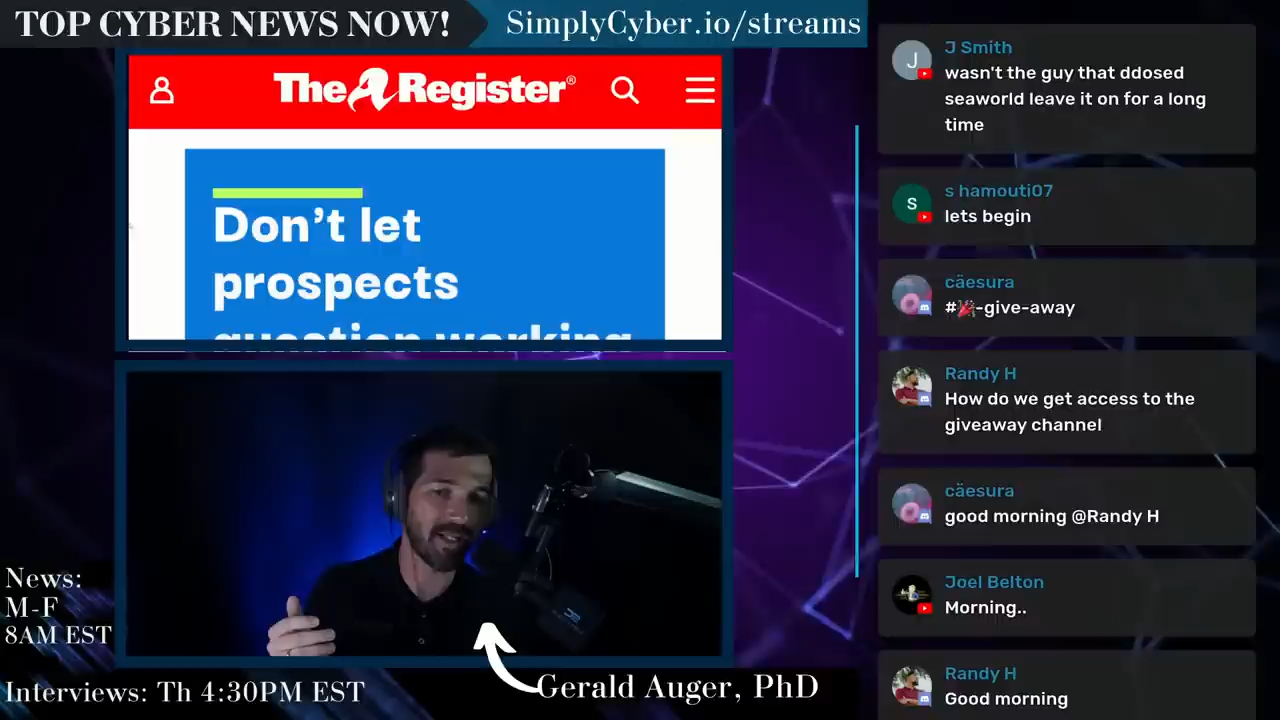 TOP CYBER NEWS NOW!
SimplyCyber.io/streams
The Register®
Don't let
prospects
question working
News:
M-F
8AM EST
Interviews: Th 4:30PM EST
Gerald Auger, PhD
J
J Smith
wasn't the guy that ddosed
seaworld leave it on for a long
time
S
s hamouti07
lets begin
cäesura
#🎉-give-away
Randy H
How do we get access to the
giveaway channel
cäesura
good morning @Randy H
Joel Belton
Morning..
Randy H
Good morning